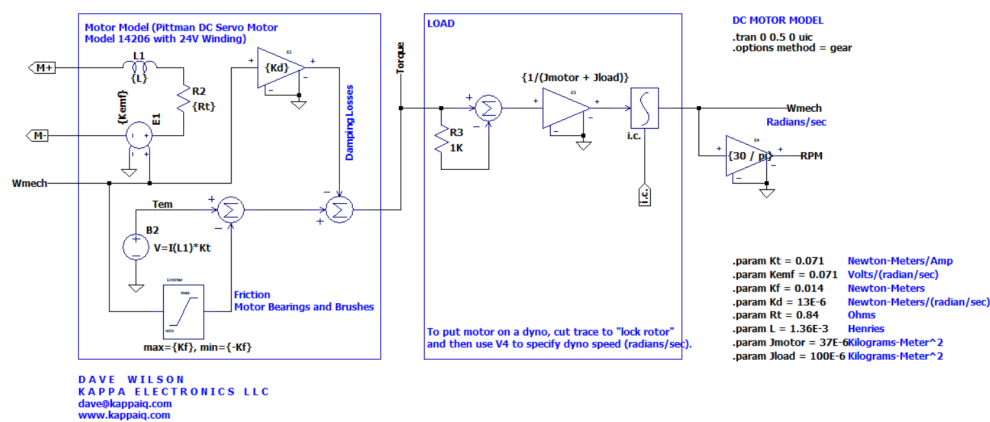 Motor Model (Pittman DC Servo Motor
Model 14206 with 24V Winding)
LOAD
DC MOTOR MODEL
.tran 0 0.5 0 uic
.options method = gear
L1
{L}
M+
R2
{Rt}
{Kd}
Torque
{1/(Jmotor + Jload)}
{Kemf}
E1
M-
Damping Losses
R3
1K
i.c.
i.c.
Wmech
Radians/sec
{30 / pi}
RPM
Wmech
Tem
B2
V=I(L1)*Kt
Friction
Motor Bearings and Brushes
max
min
max={Kf}, min={-Kf}
To put motor on a dyno, cut trace to "lock rotor"
and then use V4 to specify dyno speed (radians/sec).
.param Kt = 0.071 Newton-Meters/Amp
.param Kemf = 0.071 Volts/(radian/sec)
.param Kf = 0.014 Newton-Meters
.param Kd = 13E-6 Newton-Meters/(radian/sec)
.param Rt = 0.84 Ohms
.param L = 1.36E-3 Henries
.param Jmotor = 37E-6 Kilograms-Meter^2
.param Jload = 100E-6 Kilograms-Meter^2
DAVE WILSON
KAPPA ELECTRONICS LLC
dave@kappaiq.com
www.kappaiq.com